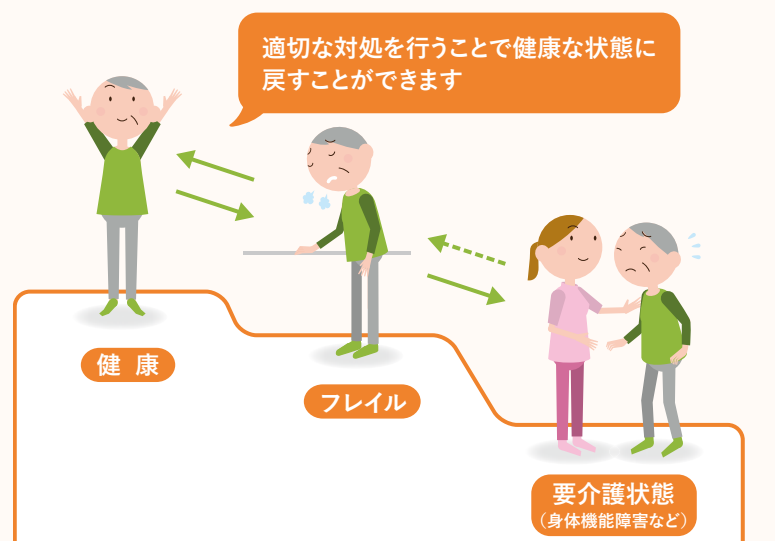 適切な対処を行うことで健康な状態に
戻すことができます
健 康
フレイル
要介護状態
(身体機能障害など)